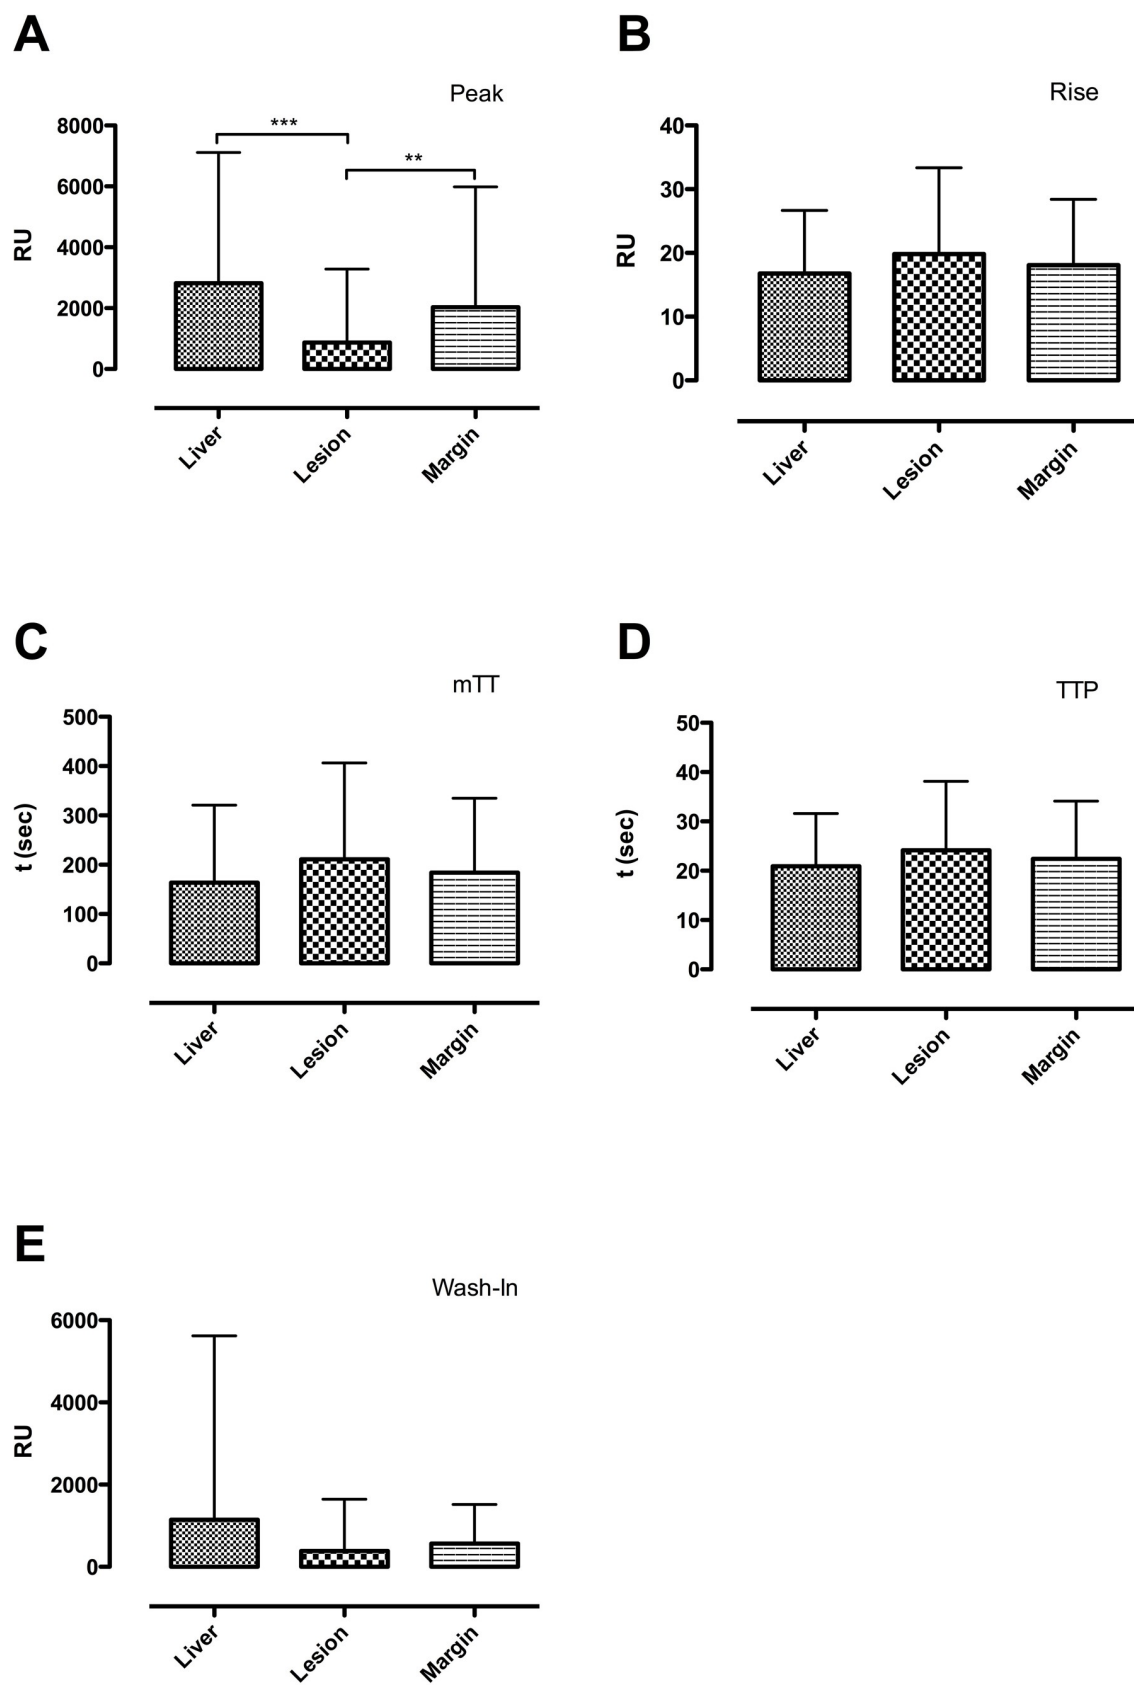 A
Peak
8000
6000
4000
2000
0
RU
***
**
Liver
Lesion
Margin
B
Rise
40
30
20
10
0
RU
Liver
Lesion
Margin
C
mTT
500
400
300
200
100
0
t (sec)
Liver
Lesion
Margin
D
TTP
50
40
30
20
10
0
t (sec)
Liver
Lesion
Margin
E
Wash-In
6000
4000
2000
0
RU
Liver
Lesion
Margin